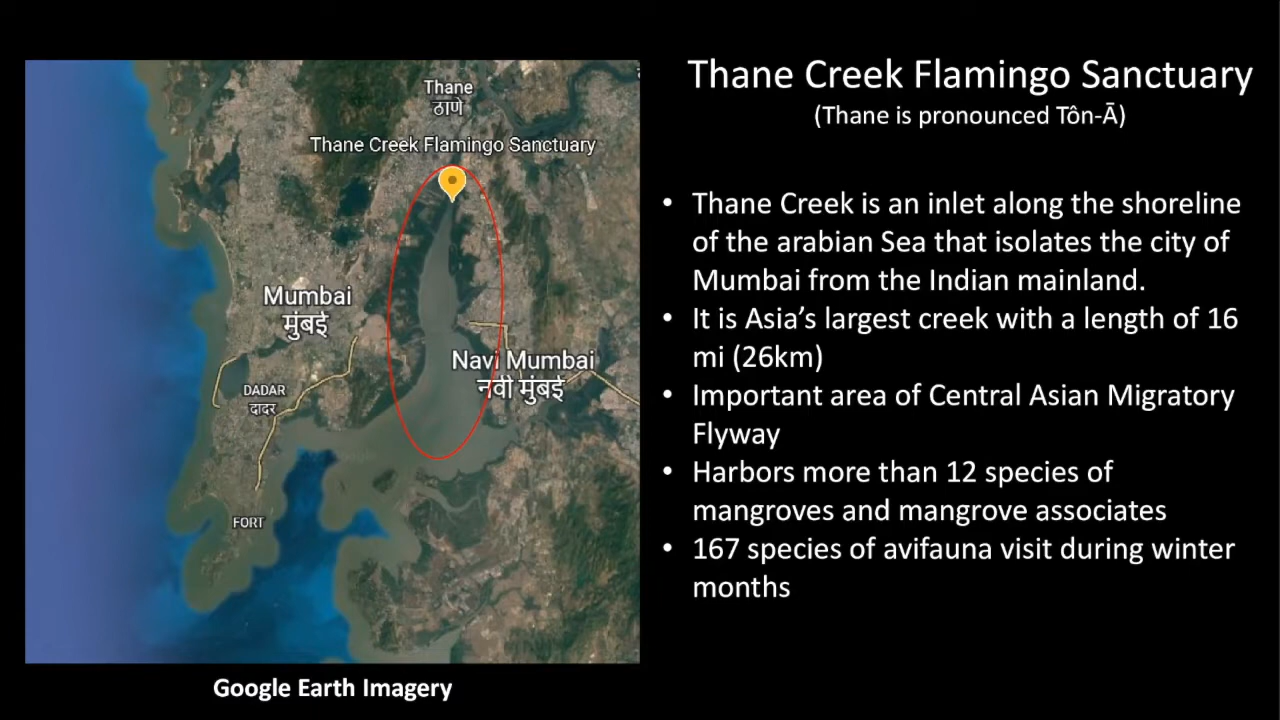 Thane Creek Flamingo Sanctuary
(Thane is pronounced Tôn-Ā)
Thane
ठाणे
Thane Creek Flamingo Sanctuary
Mumbai
मुंबई
Navi Mumbai
नवी मुंबई
DADAR
दादर
FORT
Google Earth Imagery
• Thane Creek is an inlet along the shoreline
of the arabian Sea that isolates the city of
Mumbai from the Indian mainland.
• It is Asia’s largest creek with a length of 16
mi (26km)
• Important area of Central Asian Migratory
Flyway
• Harbors more than 12 species of
mangroves and mangrove associates
• 167 species of avifauna visit during winter
months